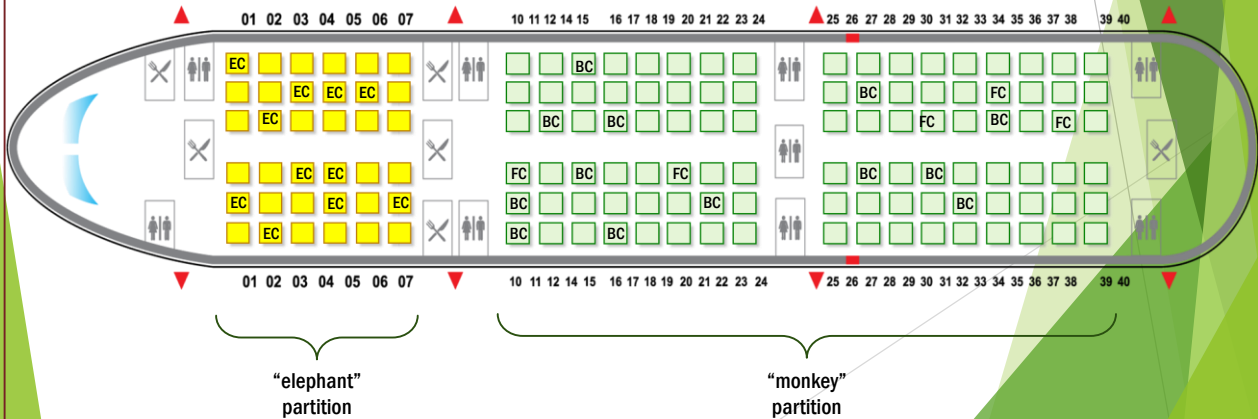 01 02 03 04 05 06 07 10 11 12 14 15 16 17 18 19 20 21 22 23 24 25 26 27 28 29 30 31 32 33 34 35 36 37 38 39 40
EC BC
EC EC EC BC FC
EC BC BC FC BC FC
EC EC FC BC FC BC BC
EC EC EC BC BC BC
EC BC BC
01 02 03 04 05 06 07 10 11 12 14 15 16 17 18 19 20 21 22 23 24 25 26 27 28 29 30 31 32 33 34 35 36 37 38 39 40
“elephant” “monkey”
partition partition